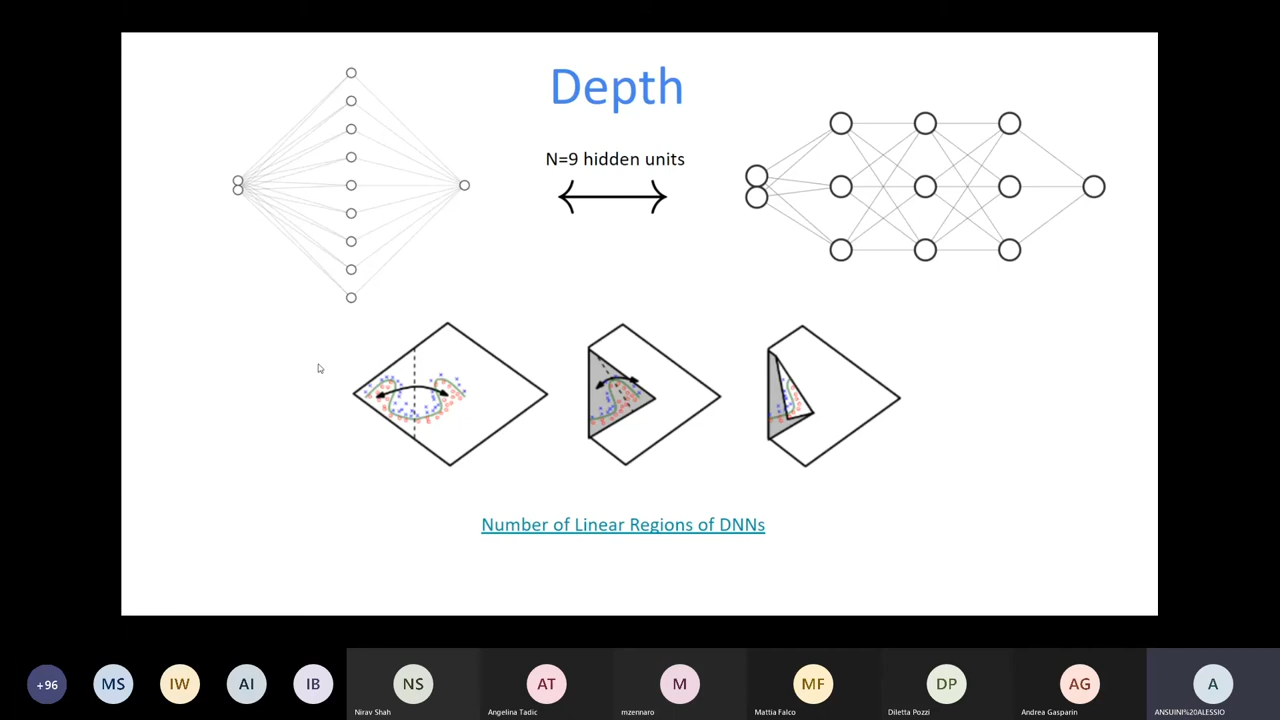 Depth
N=9 hidden units
Number of Linear Regions of DNNs
+96
MS
IW
AI
IB
NS
AT
M
MF
DP
AG
A
Nirav Shah
Angelina Tadic
mzennaro
Mattia Falco
Diletta Pozzi
Andrea Gasparin
ANSUINI%20ALESSIO